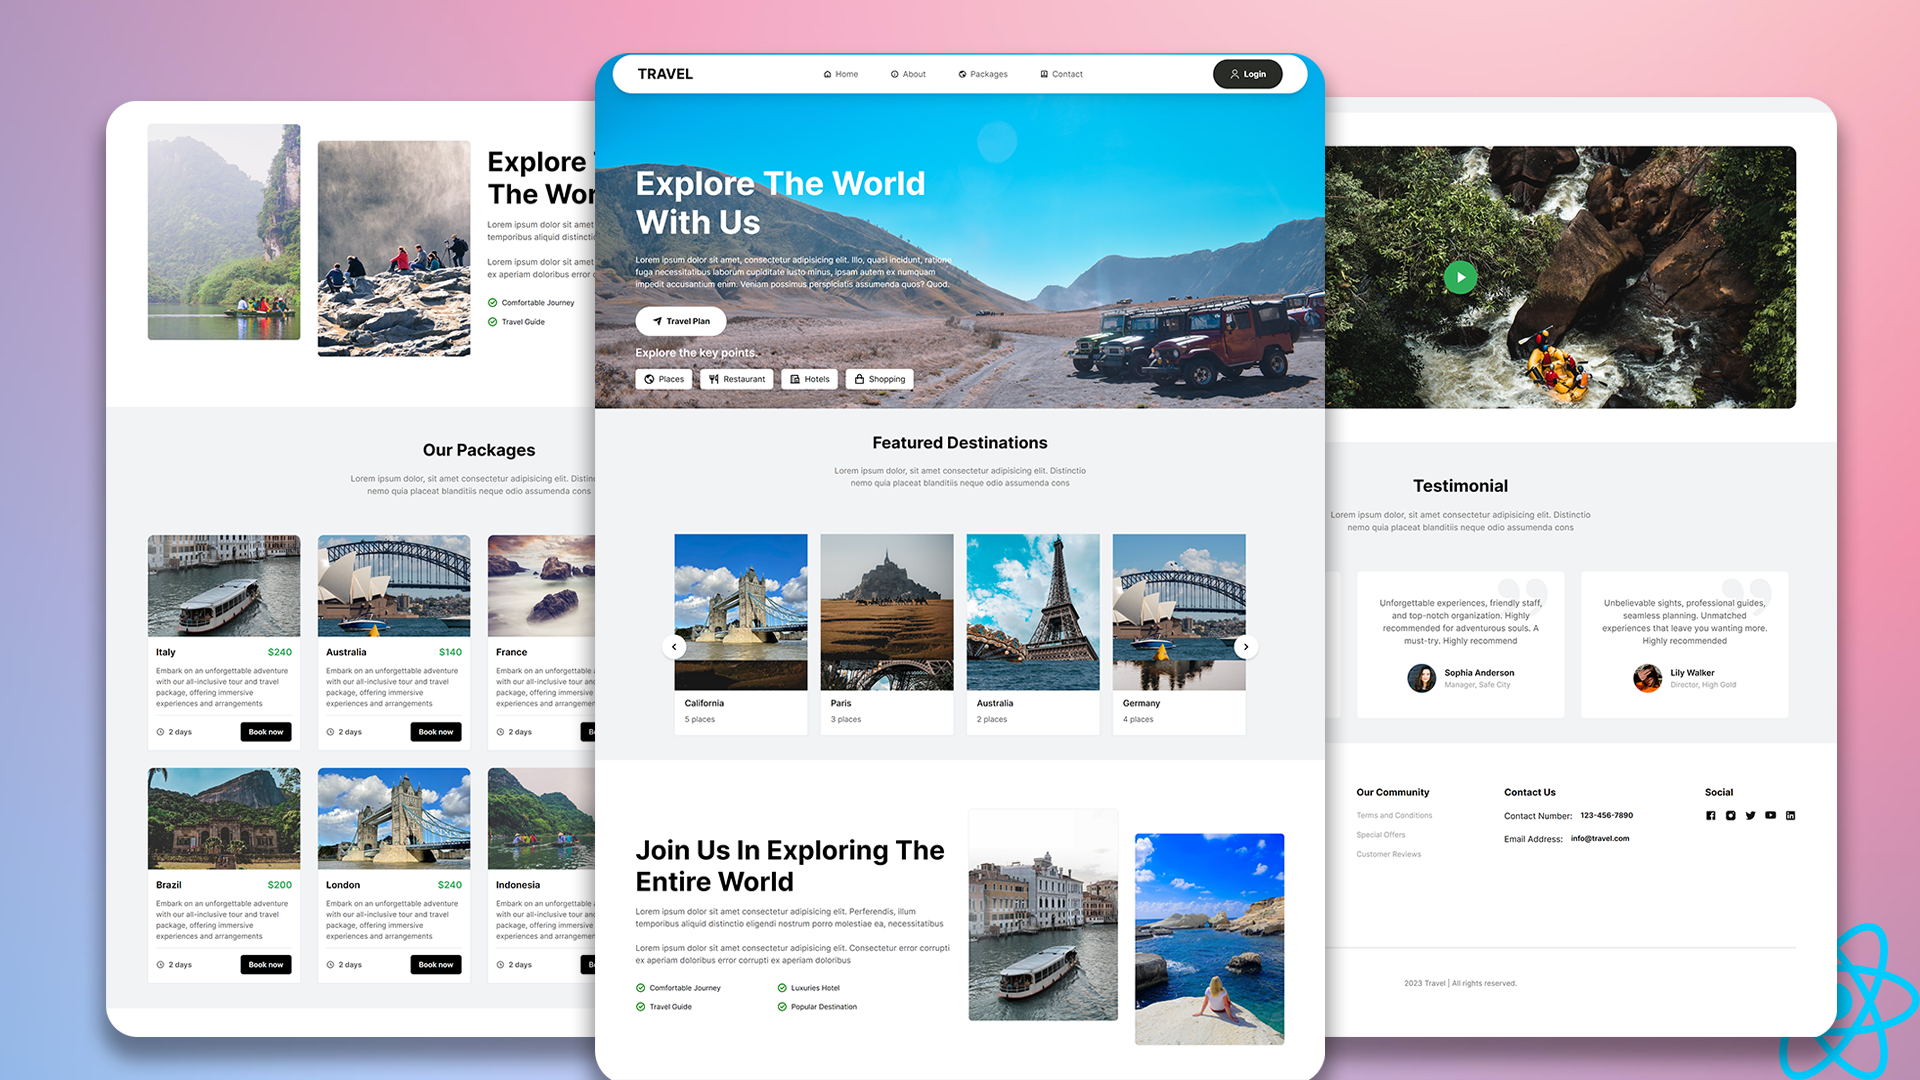 Explore
The Wor
Lorem ipsum dolor sit amet
temporibus aliquid distinctio
Lorem ipsum dolor sit amet
ex aperiam doloribus error
Comfortable Journey
Travel Guide
Our Packages
Lorem ipsum dolor, sit amet consectetur adipisicing elit. Distin
nemo quia placeat blanditiis neque odio assumenda cons
Italy $240
Embark on an unforgettable adventure
with our all-inclusive tour and travel
package, offering immersive
experiences and arrangements
2 days Book now
Australia $140
Embark on an unforgettable adventure
with our all-inclusive tour and travel
package, offering immersive
experiences and arrangements
2 days Book now
France
Embark on an unforgetta
with our all-inclusive tour
package, offering immers
experiences and arrangem
2 days
Brazil $200
Embark on an unforgettable adventure
with our all-inclusive tour and travel
package, offering immersive
experiences and arrangements
2 days Book now
London $240
Embark on an unforgettable adventure
with our all-inclusive tour and travel
package, offering immersive
experiences and arrangements
2 days Book now
Indonesia
Embark on an unforgetta
with our all-inclusive tour
package, offering immers
experiences and arrangem
2 days
TRAVEL Home About Packages Contact Login
Explore The World
With Us
Lorem ipsum dolor sit amet, consectetur adipisicing elit. Illo, quasi incidunt, ratione
fuga necessitatibus laborum cupiditate iusto minus, ipsam autem ex numquam
impedit accusantium enim. Veniam possimus perspiciatis assumenda quos? Quod.
Travel Plan
Explore the key points.
Places Restaurant Hotels Shopping
Featured Destinations
Lorem ipsum dolor, sit amet consectetur adipisicing elit. Distinctio
nemo quia placeat blanditiis neque odio assumenda cons
California
5 places
Paris
3 places
Australia
2 places
Germany
4 places
Join Us In Exploring The
Entire World
Lorem ipsum dolor sit amet consectetur adipisicing elit. Perferendis, illum
temporibus aliquid distinctio eligendi nostrum porro molestiae ea, necessitatibus
Lorem ipsum dolor sit amet consectetur adipisicing elit. Consectetur error corrupti
ex aperiam doloribus error corrupti ex aperiam doloribus
Comfortable Journey Luxuries Hotel
Travel Guide Popular Destination
Testimonial
Lorem ipsum dolor, sit amet consectetur adipisicing elit. Distinctio
nemo quia placeat blanditiis neque odio assumenda cons
Unforgettable experiences, friendly staff,
and top-notch organization. Highly
recommended for adventurous souls. A
must-try. Highly recommend
Sophia Anderson
Manager, Safe City
Unbelievable sights, professional guides,
seamless planning. Unmatched
experiences that leave you wanting more.
Highly recommended
Lily Walker
Director, High Gold
Our Community
Terms and Conditions
Special Offers
Customer Reviews
Contact Us
Contact Number: 123-456-7890
Email Address: info@travel.com
Social
2023 Travel | All rights reserved.